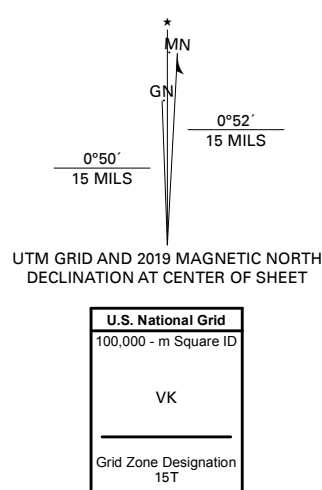 ★
MN
GN
0°52´
15 MILS
0°50´
15 MILS
UTM GRID AND 2019 MAGNETIC NORTH
DECLINATION AT CENTER OF SHEET
U.S. National Grid
100,000 - m Square ID
VK
Grid Zone Designation
15T